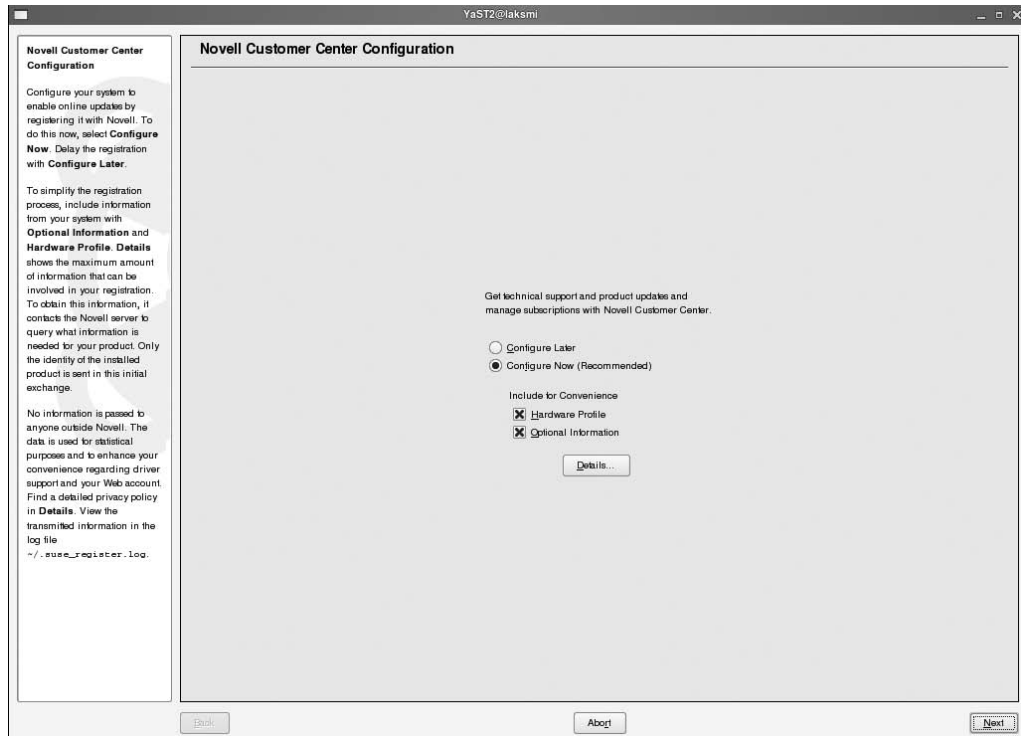 YaST2@laksmi
Novell Customer Center
Configuration
Configure your system to
enable online updates by
registering it with Novell. To
do this now, select Configure
Now. Delay the registration
with Configure Later.
To simplify the registration
process, include information
from your system with
Optional Information and
Hardware Profile. Details
shows the maximum amount
of information that can be
involved in your registration.
To obtain this information, it
contacts the Novell server to
query what information is
needed for your product. Only
the identity of the installed
product is sent in this initial
exchange.
No information is passed to
anyone outside Novell. The
data is used for statistical
purposes and to enhance your
convenience regarding driver
support and your Web account.
Find a detailed privacy policy
in Details. View the
transmitted information in the
log file
~/.suse_register.log.
Novell Customer Center Configuration
Get technical support and product updates and
manage subscriptions with Novell Customer Center.
Configure Later
Configure Now (Recommended)
Include for Convenience
Hardware Profile
Optional Information
Details...
Back
Abort
Next